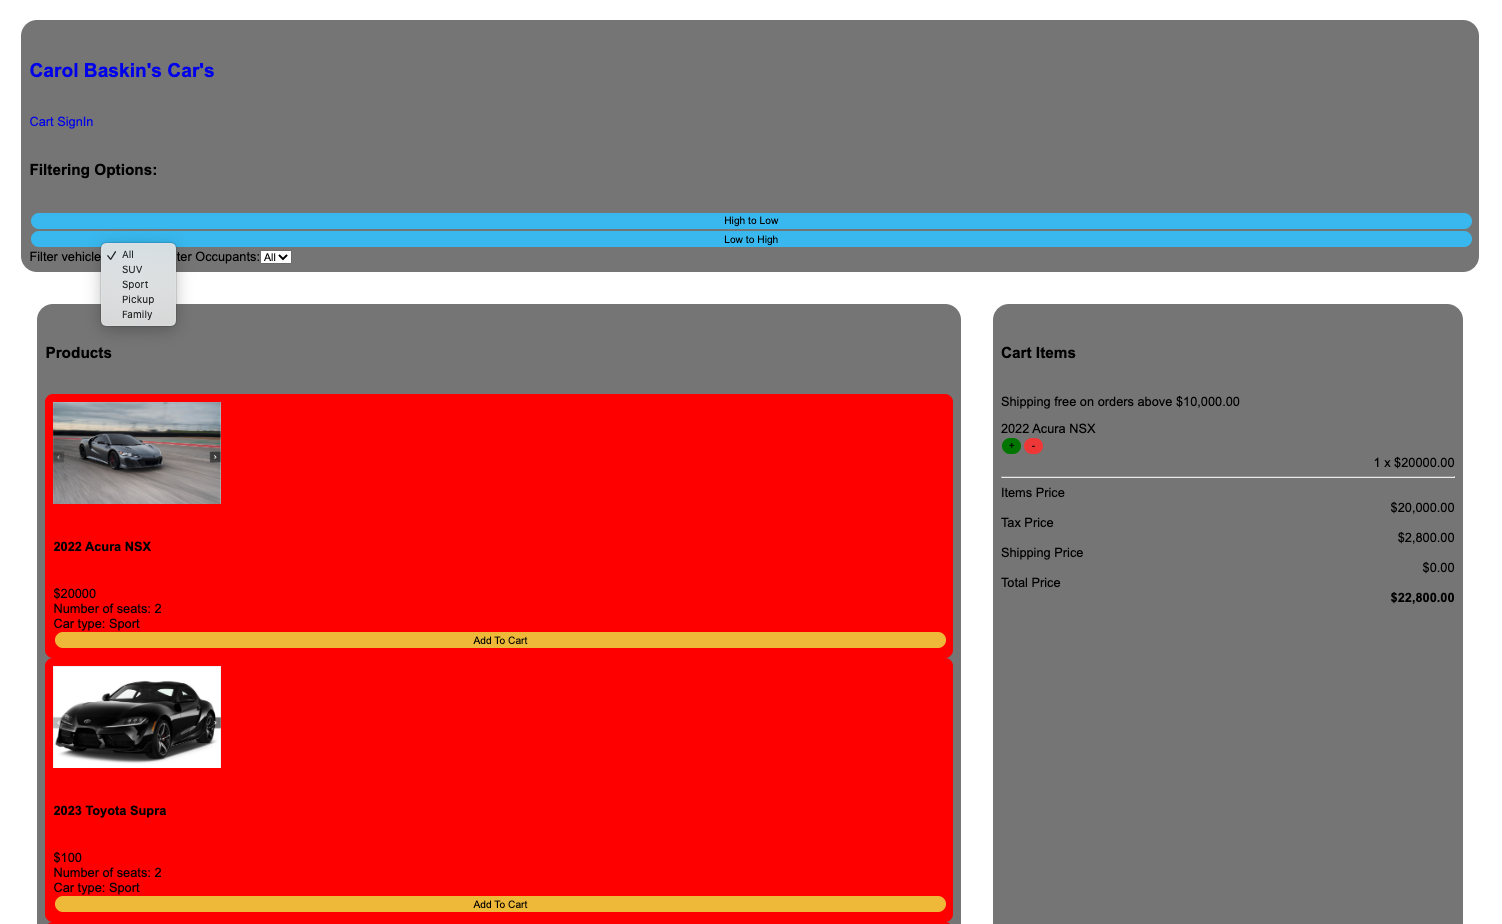 Carol Baskin's Car's
Cart SignIn
Filtering Options:
High to Low
Low to High
Filter vehicle ter Occupants: All
✓ All
SUV
Sport
Pickup
Family
Products
2022 Acura NSX
$20000
Number of seats: 2
Car type: Sport
Add To Cart
2023 Toyota Supra
$100
Number of seats: 2
Car type: Sport
Add To Cart
Cart Items
Shipping free on orders above $10,000.00
2022 Acura NSX
+ -
1 x $20000.00
Items Price
$20,000.00
Tax Price
$2,800.00
Shipping Price
$0.00
Total Price
$22,800.00